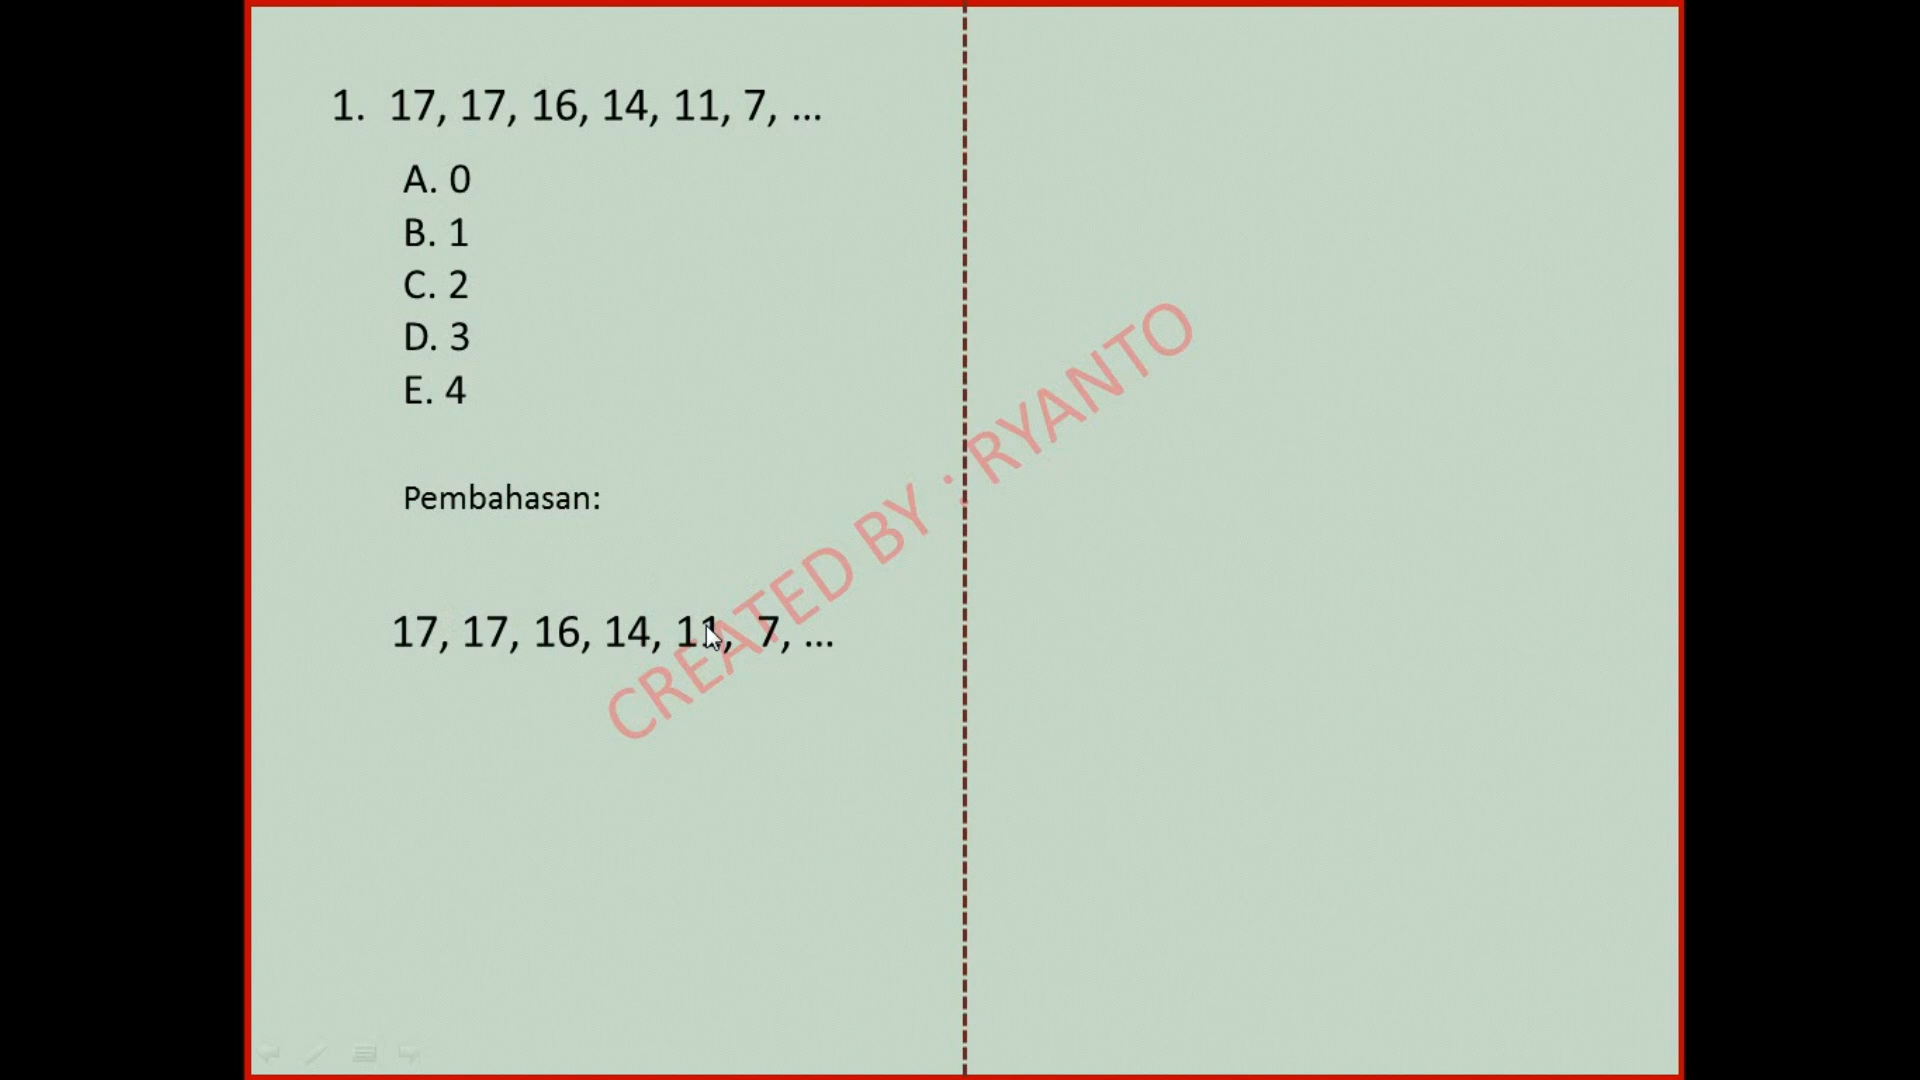 1. 17, 17, 16, 14, 11, 7, ...
A. 0
B. 1
C. 2
D. 3
E. 4
Pembahasan:
17, 17, 16, 14, 11, 7, ...
CREATED BY : RYANTO